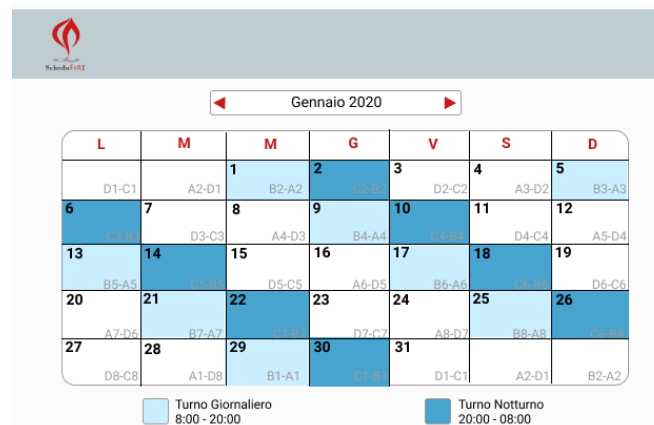 ScheduFIRE
Gennaio 2020
L M M G V S D
1 2 3 4 5
D1-C1 A2-D1 B2-A2 C2-B2 D2-C2 A3-D2 B3-A3
6 7 8 9 10 11 12
C3-B3 D3-C3 A4-D3 B4-A4 C4-B4 D4-C4 A5-D4
13 14 15 16 17 18 19
B5-A5 C5-B5 D5-C5 A6-D5 B6-A6 C6-B6 D6-C6
20 21 22 23 24 25 26
A7-D6 B7-A7 C7-B7 D7-C7 A8-D7 B8-A8 C8-B8
27 28 29 30 31
D8-C8 A1-D8 B1-A1 C1-B1 D1-C1 A2-D1 B2-A2
Turno Giornaliero Turno Notturno
8:00 - 20:00 20:00 - 08:00